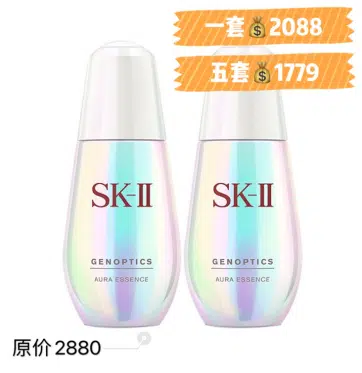 一套💰2088
五套💰1779
SK-II
GENOPTICS
AURA ESSENCE
SK-II
GENOPTICS
AURA ESSENCE
原价2880